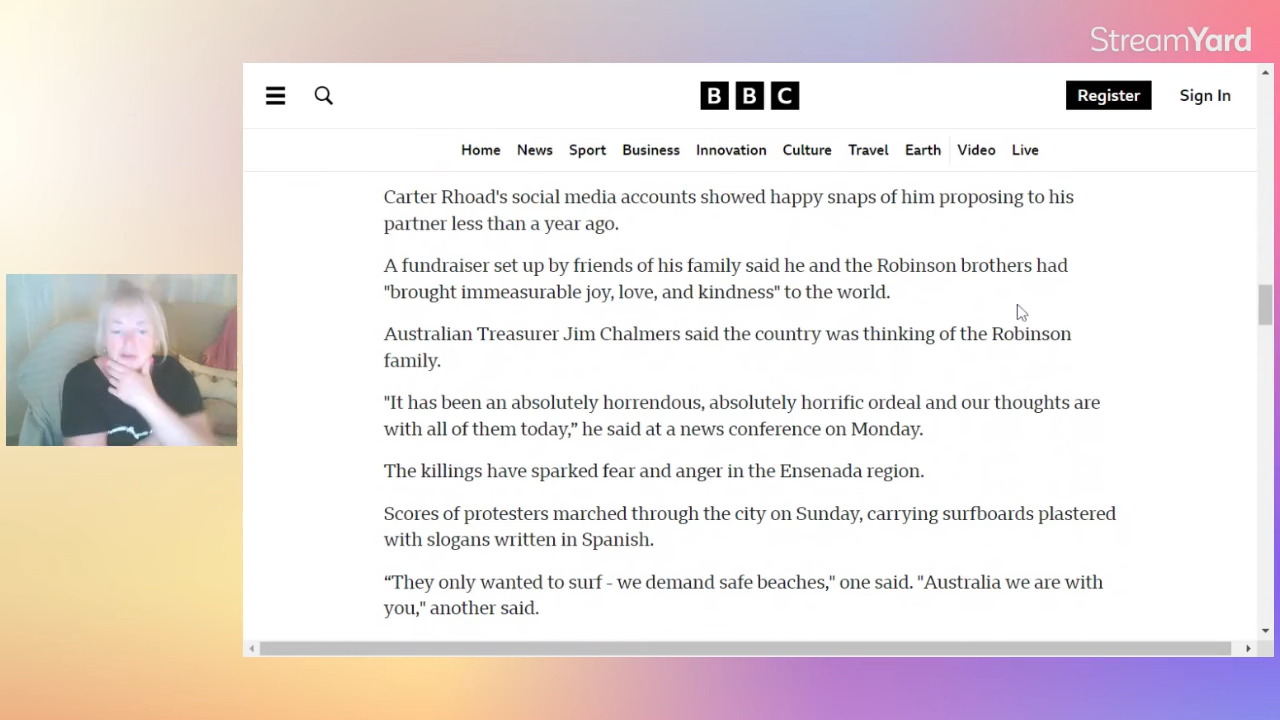 StreamYard
BBC
Register
Sign In
Home News Sport Business Innovation Culture Travel Earth Video Live
Carter Rhoad's social media accounts showed happy snaps of him proposing to his
partner less than a year ago.
A fundraiser set up by friends of his family said he and the Robinson brothers had
"brought immeasurable joy, love, and kindness" to the world.
Australian Treasurer Jim Chalmers said the country was thinking of the Robinson
family.
"It has been an absolutely horrendous, absolutely horrific ordeal and our thoughts are
with all of them today,” he said at a news conference on Monday.
The killings have sparked fear and anger in the Ensenada region.
Scores of protesters marched through the city on Sunday, carrying surfboards plastered
with slogans written in Spanish.
“They only wanted to surf - we demand safe beaches," one said. "Australia we are with
you," another said.